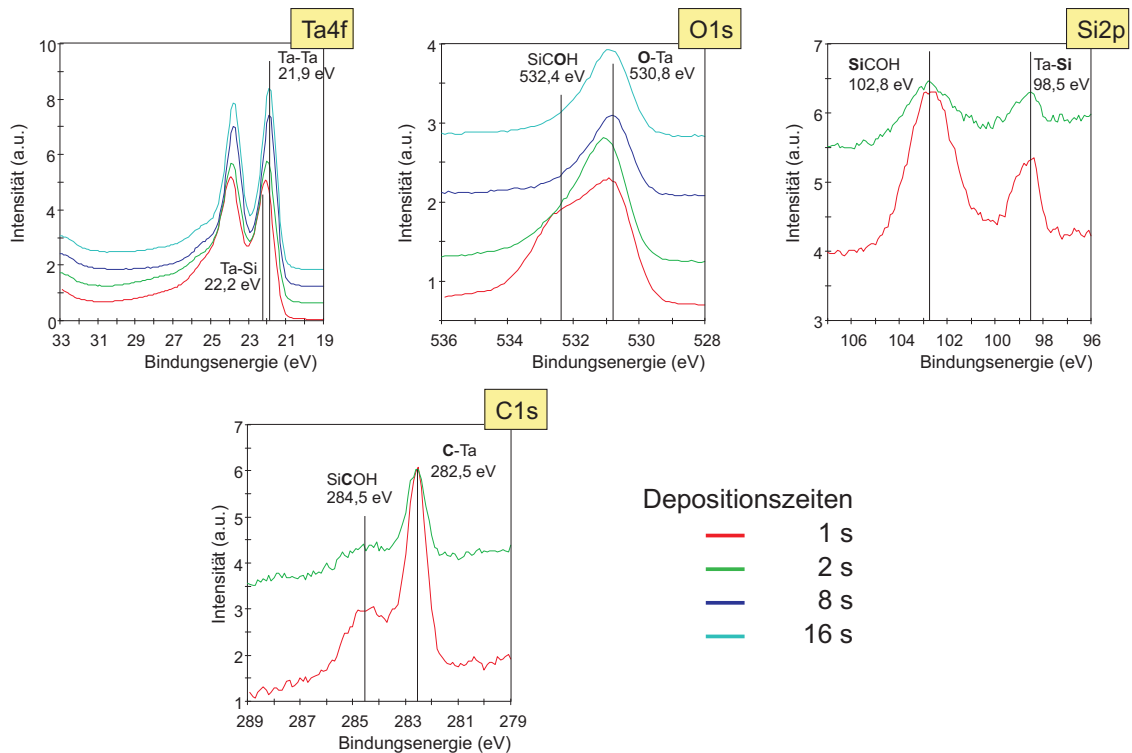 Ta4f
Ta-Ta
21,9 eV
Ta-Si
22,2 eV
Intensität (a.u.)
10
8
6
4
2
0
33 31 29 27 25 23 21 19
Bindungsenergie (eV)
O1s
SiCOH
532,4 eV
O-Ta
530,8 eV
Intensität (a.u.)
4
3
2
1
536 534 532 530 528
Bindungsenergie (eV)
Si2p
SiCOH
102,8 eV
Ta-Si
98,5 eV
Intensität (a.u.)
7
6
5
4
3
106 104 102 100 98 96
Bindungsenergie (eV)
C1s
SiCOH
284,5 eV
C-Ta
282,5 eV
Intensität (a.u.)
7
6
5
4
3
2
1
289 287 285 283 281 279
Bindungsenergie (eV)
Depositionszeiten
1 s
2 s
8 s
16 s